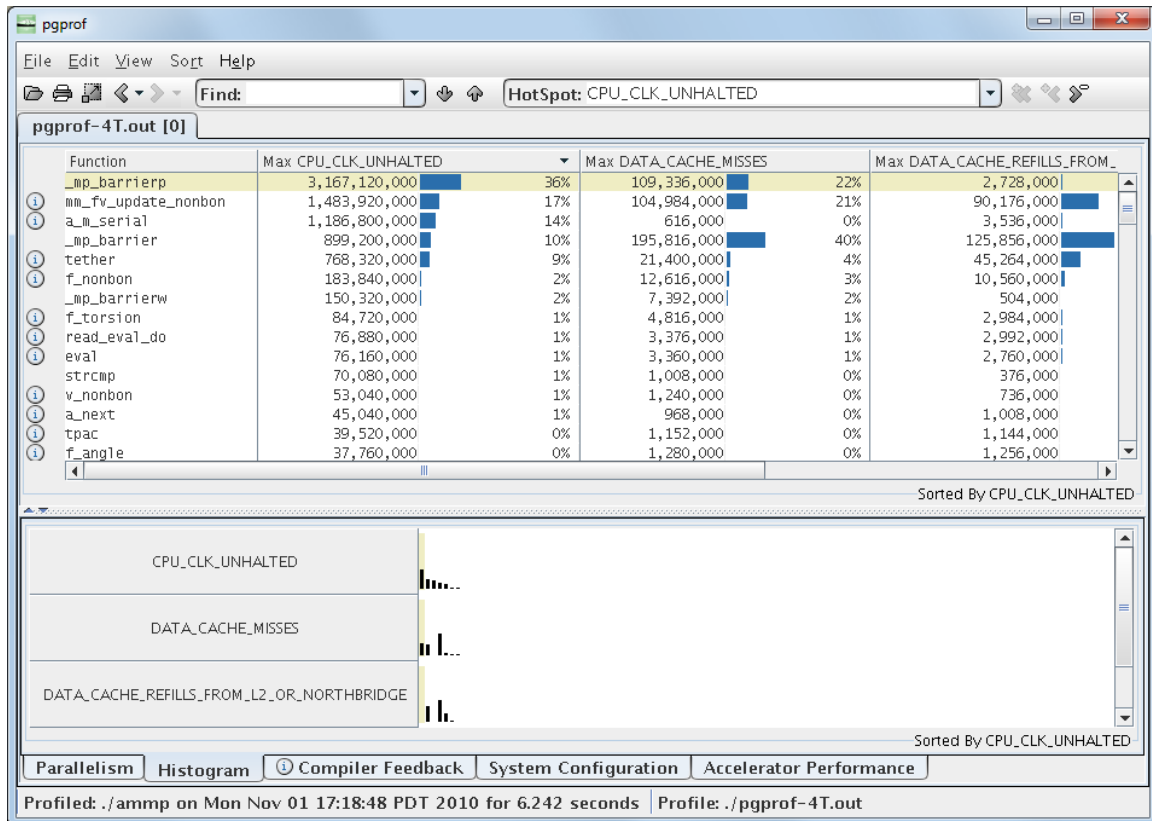 pgprof
File Edit View Sort Help
Find: HotSpot: CPU_CLK_UNHALTED
pgprof-4T.out [0]
Function Max CPU_CLK_UNHALTED Max DATA_CACHE_MISSES Max DATA_CACHE_REFILLS_FROM_
_mp_barrierp 3,167,120,000 36% 109,336,000 22% 2,728,000
mm_fv_update_nonbon 1,483,920,000 17% 104,984,000 21% 90,176,000
a_m_serial 1,186,800,000 14% 616,000 0% 3,536,000
_mp_barrier 899,200,000 10% 195,816,000 40% 125,856,000
tether 768,320,000 9% 21,400,000 4% 45,264,000
f_nonbon 183,840,000 2% 12,616,000 3% 10,560,000
_mp_barrierw 150,320,000 2% 7,392,000 2% 504,000
f_torsion 84,720,000 1% 4,816,000 1% 2,984,000
read_eval_do 76,880,000 1% 3,376,000 1% 2,992,000
eval 76,160,000 1% 3,360,000 1% 2,760,000
strcmp 70,080,000 1% 1,008,000 0% 376,000
v_nonbon 53,040,000 1% 1,240,000 0% 736,000
a_next 45,040,000 1% 968,000 0% 1,008,000
tpac 39,520,000 0% 1,152,000 0% 1,144,000
f_angle 37,760,000 0% 1,280,000 0% 1,256,000
Sorted By CPU_CLK_UNHALTED
CPU_CLK_UNHALTED
DATA_CACHE_MISSES
DATA_CACHE_REFILLS_FROM_L2_OR_NORTHBRIDGE
Sorted By CPU_CLK_UNHALTED
Parallelism Histogram Compiler Feedback System Configuration Accelerator Performance
Profiled: ./ammp on Mon Nov 01 17:18:48 PDT 2010 for 6.242 seconds Profile: ./pgprof-4T.out